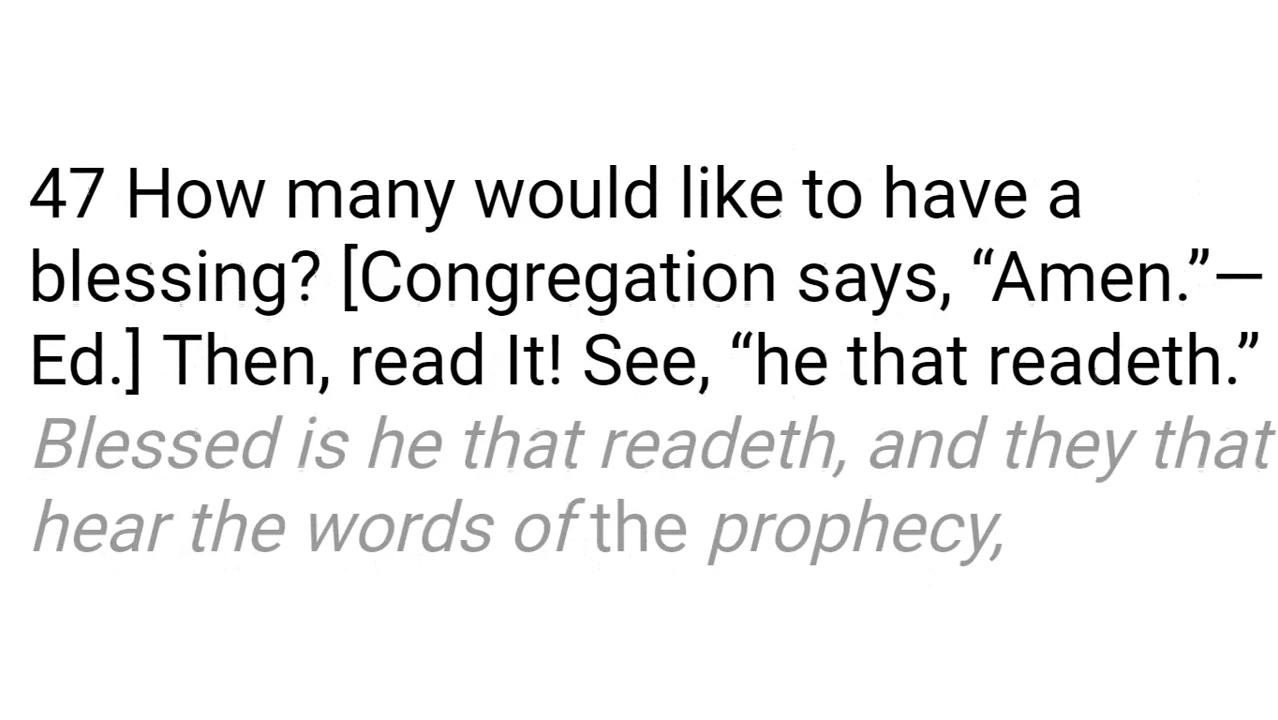 47 How many would like to have a
blessing? [Congregation says, “Amen.”—
Ed.] Then, read It! See, “he that readeth.”
Blessed is he that readeth, and they that
hear the words of the prophecy,